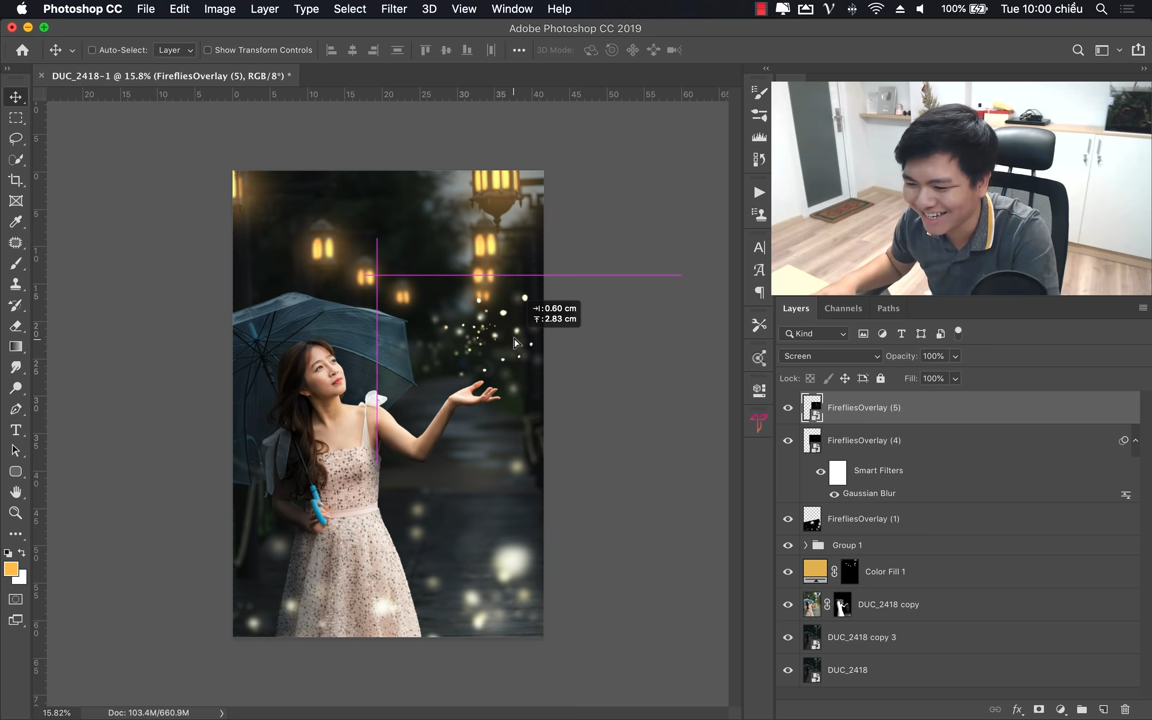 Photoshop CC File Edit Image Layer Type Select Filter 3D View Window Help 100% Tue 10:00 chiều
Adobe Photoshop CC 2019
Auto-Select: Layer Show Transform Controls 3D Mode:
× DUC_2418-1 @ 15.8% (FirefliesOverlay (5), RGB/8*) *
20 15 10 5 0 5 10 15 20 25 30 35 40 45 50 55 60 65
:0.60 cm
:2.83 cm
Layers Channels Paths
Kind
Screen Opacity: 100%
Lock: Fill: 100%
FirefliesOverlay (5)
FirefliesOverlay (4)
Smart Filters
Gaussian Blur
FirefliesOverlay (1)
Group 1
Color Fill 1
DUC_2418 copy
DUC_2418 copy 3
DUC_2418
fx
15.82% Doc: 103.4M/660.9M